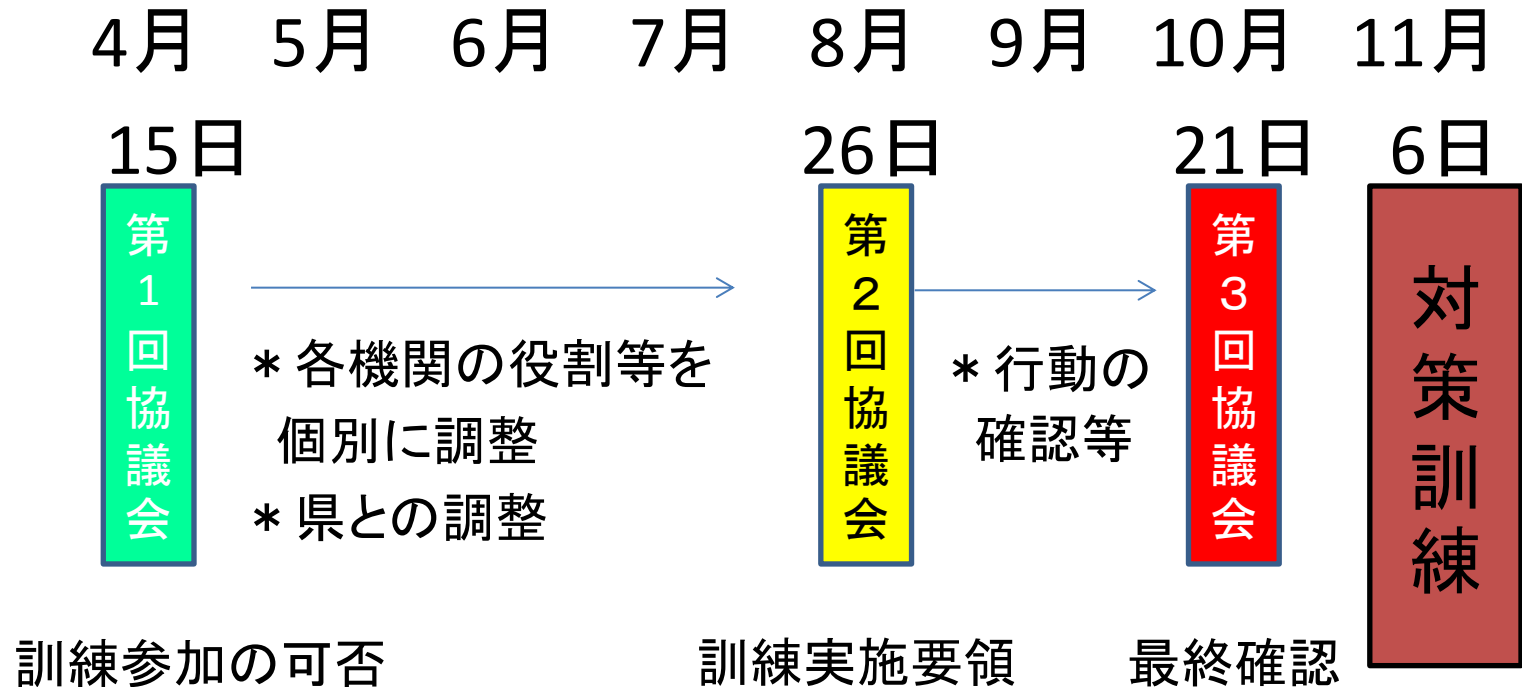 4月 5月 6月 7月 8月 9月 10月 11月
15日 26日 21日 6日
第1回協議会
＊各機関の役割等を
個別に調整
＊県との調整
第２回協議会
＊行動の
確認等
第３回協議会
対策訓練
訓練参加の可否 訓練実施要領 最終確認